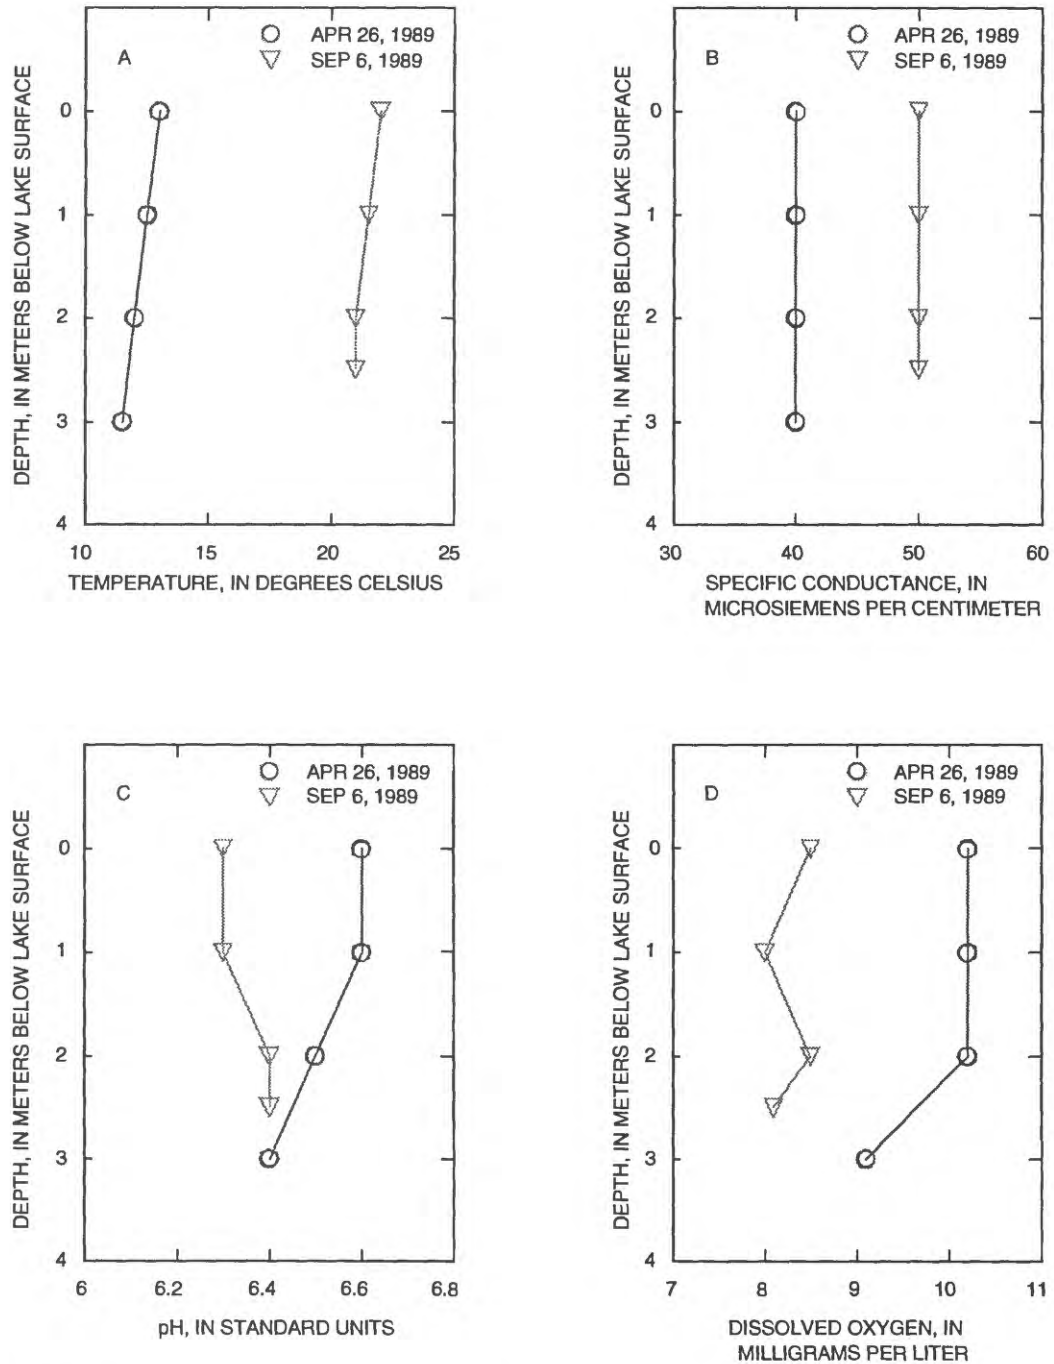 A
APR 26, 1989
SEP 6, 1989
DEPTH, IN METERS BELOW LAKE SURFACE
0
1
2
3
4
10 15 20 25
TEMPERATURE, IN DEGREES CELSIUS
B
APR 26, 1989
SEP 6, 1989
DEPTH, IN METERS BELOW LAKE SURFACE
0
1
2
3
4
30 40 50 60
SPECIFIC CONDUCTANCE, IN
MICROSIEMENS PER CENTIMETER
C
APR 26, 1989
SEP 6, 1989
DEPTH, IN METERS BELOW LAKE SURFACE
0
1
2
3
4
6 6.2 6.4 6.6 6.8
pH, IN STANDARD UNITS
D
APR 26, 1989
SEP 6, 1989
DEPTH, IN METERS BELOW LAKE SURFACE
0
1
2
3
4
7 8 9 10 11
DISSOLVED OXYGEN, IN
MILLIGRAMS PER LITER